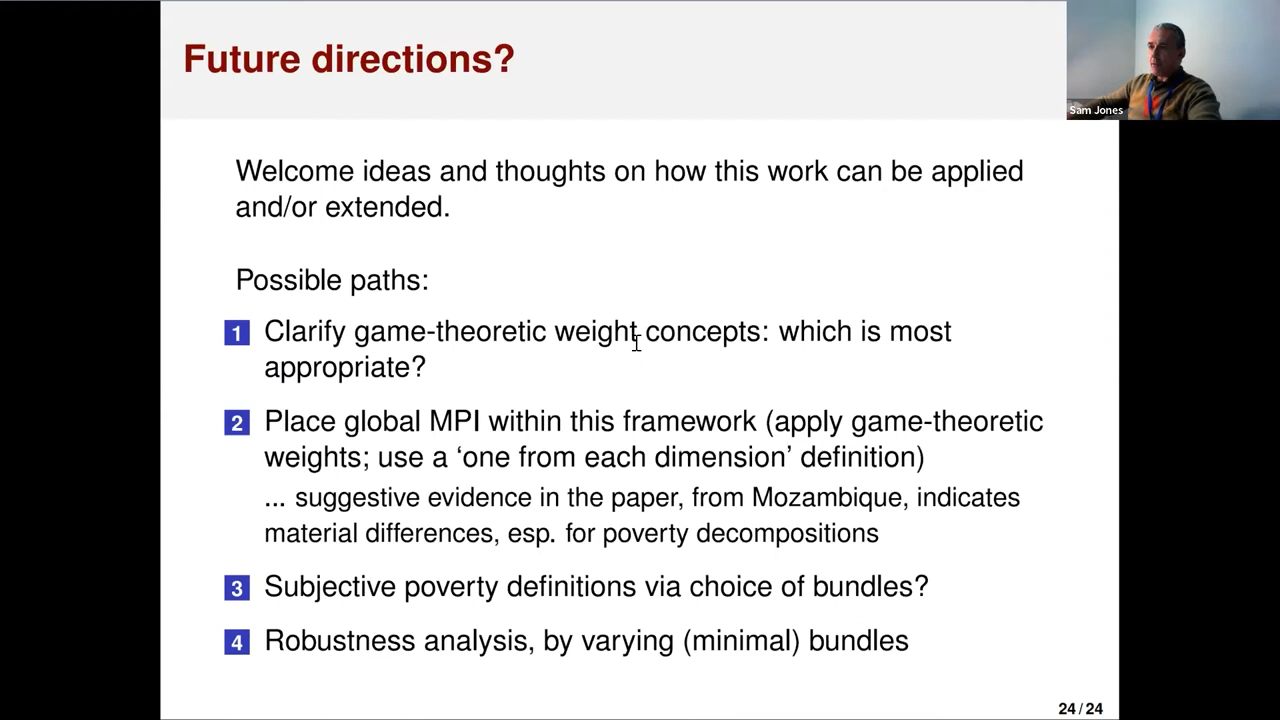 Future directions?
Sam Jones
Welcome ideas and thoughts on how this work can be applied
and/or extended.
Possible paths:
1 Clarify game-theoretic weight concepts: which is most
appropriate?
2 Place global MPI within this framework (apply game-theoretic
weights; use a ‘one from each dimension’ definition)
... suggestive evidence in the paper, from Mozambique, indicates
material differences, esp. for poverty decompositions
3 Subjective poverty definitions via choice of bundles?
4 Robustness analysis, by varying (minimal) bundles
24 / 24